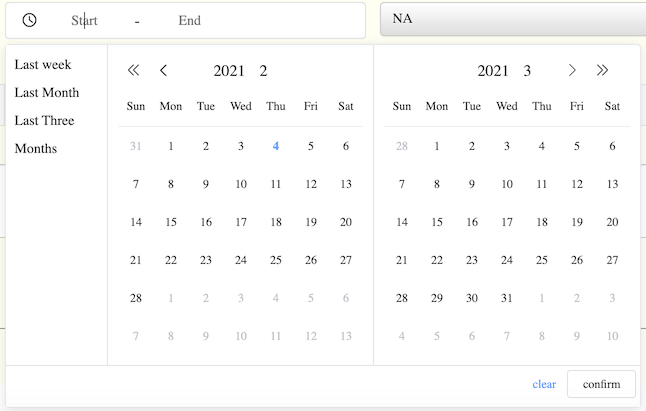 Start - End
NA
Last week
Last Month
Last Three
Months
2021 2
Sun Mon Tue Wed Thu Fri Sat
31 1 2 3 4 5 6
7 8 9 10 11 12 13
14 15 16 17 18 19 20
21 22 23 24 25 26 27
28 1 2 3 4 5 6
7 8 9 10 11 12 13
2021 3
Sun Mon Tue Wed Thu Fri Sat
28 1 2 3 4 5 6
7 8 9 10 11 12 13
14 15 16 17 18 19 20
21 22 23 24 25 26 27
28 29 30 31 1 2 3
4 5 6 7 8 9 10
clear
confirm